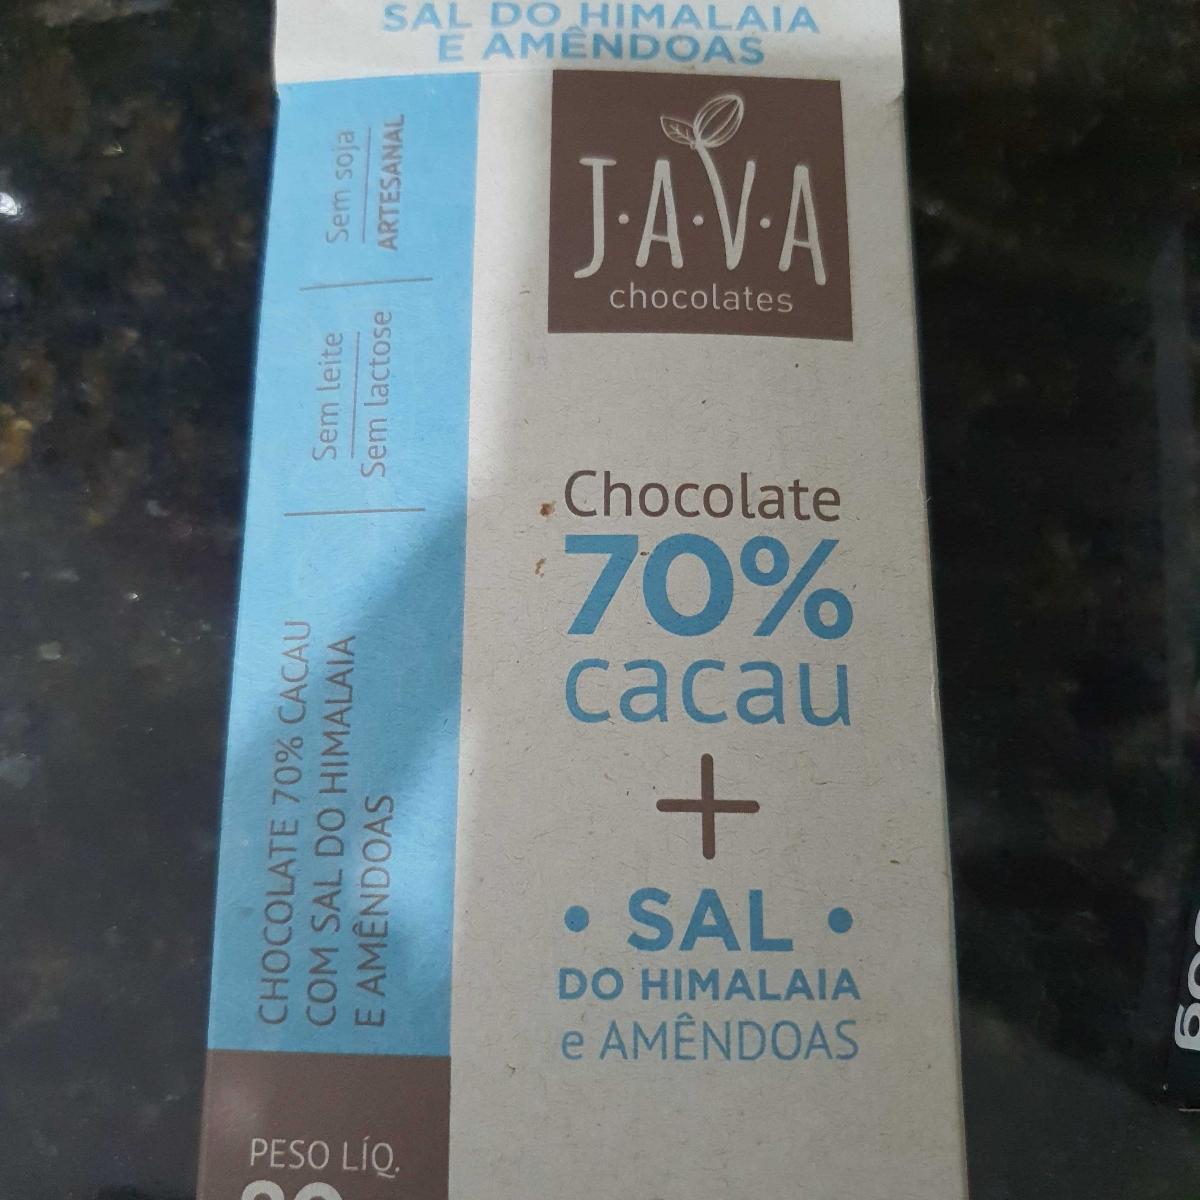 SAL DO HIMALAIA
E AMÊNDOAS
J.A.V.A
chocolates
Chocolate
70%
cacau
+
• SAL •
DO HIMALAIA
e AMÊNDOAS
CHOCOLATE 70% CACAU
COM SAL DO HIMALAIA
E AMÊNDOAS
Sem leite
Sem lactose
Sem soja
ARTESANAL
PESO LÍQ.